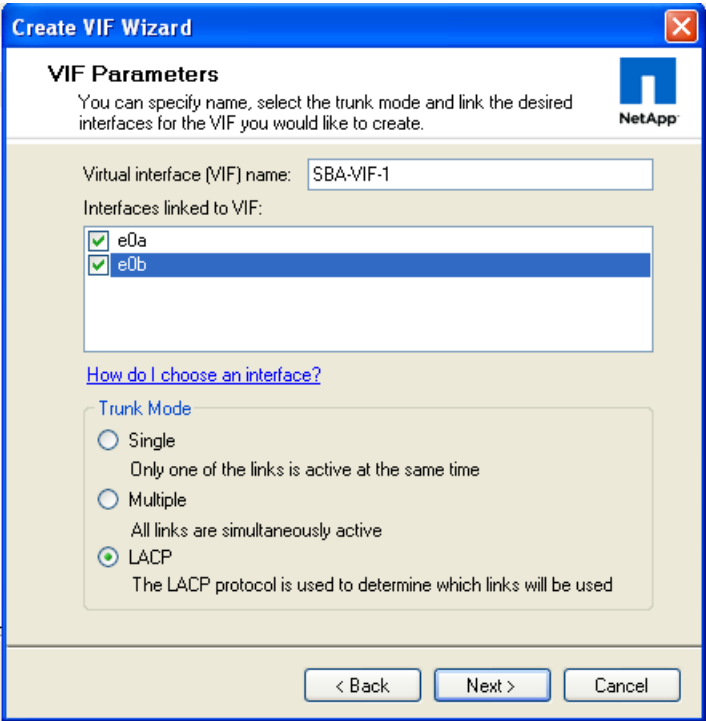 Create VIF Wizard
VIF Parameters
You can specify name, select the trunk mode and link the desired
interfaces for the VIF you would like to create.
NetApp
Virtual interface (VIF) name: SBA-VIF-1
Interfaces linked to VIF:
e0a
e0b
How do I choose an interface?
Trunk Mode
Single
Only one of the links is active at the same time
Multiple
All links are simultaneously active
LACP
The LACP protocol is used to determine which links will be used
< Back Next > Cancel